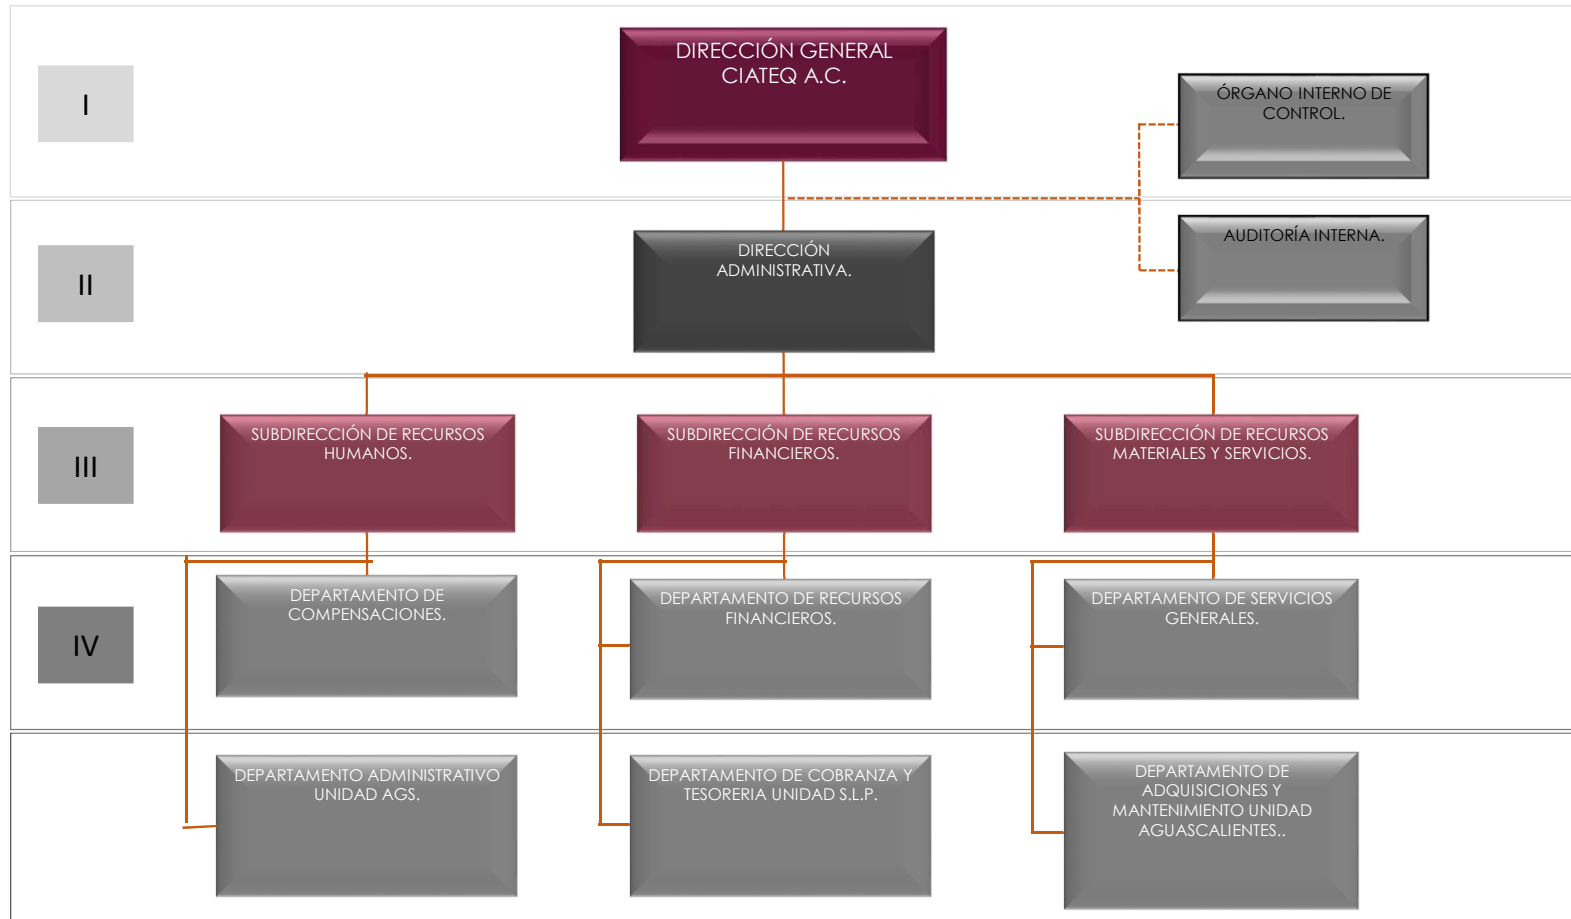 DIRECCIÓN GENERAL
CIATEQ A.C.
I
ÓRGANO INTERNO DE
CONTROL.
AUDITORÍA INTERNA.
II
DIRECCIÓN
ADMINISTRATIVA.
III
SUBDIRECCIÓN DE RECURSOS
HUMANOS.
SUBDIRECCIÓN DE RECURSOS
FINANCIEROS.
SUBDIRECCIÓN DE RECURSOS
MATERIALES Y SERVICIOS.
IV
DEPARTAMENTO DE
COMPENSACIONES.
DEPARTAMENTO DE RECURSOS
FINANCIEROS.
DEPARTAMENTO DE SERVICIOS
GENERALES.
DEPARTAMENTO ADMINISTRATIVO
UNIDAD AGS.
DEPARTAMENTO DE COBRANZA Y
TESORERIA UNIDAD S.L.P.
DEPARTAMENTO DE
ADQUISICIONES Y
MANTENIMIENTO UNIDAD
AGUASCALIENTES..